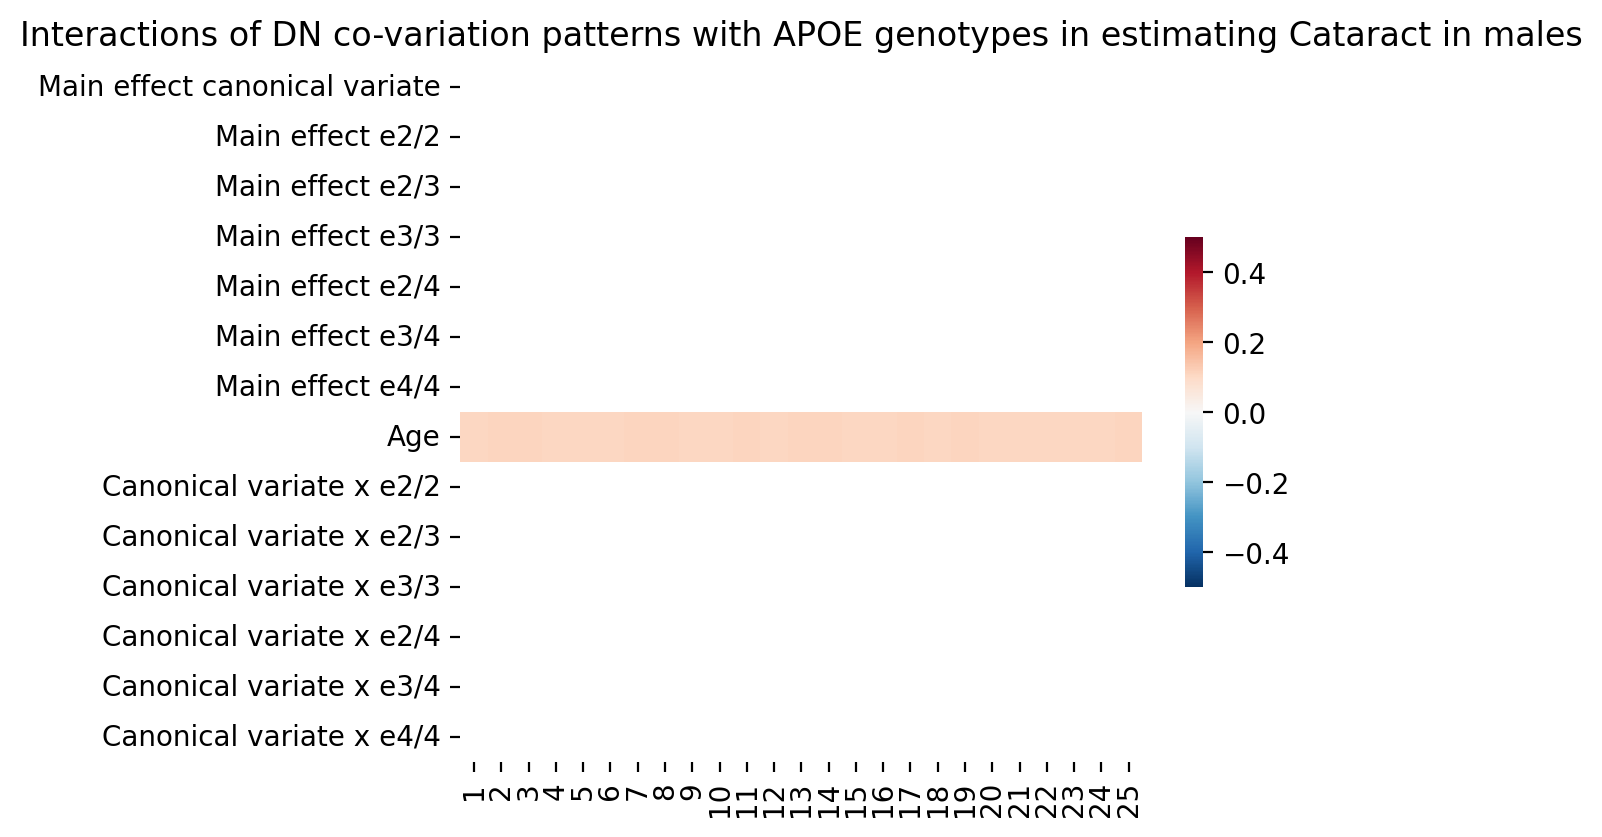 Interactions of DN co-variation patterns with APOE genotypes in estimating Cataract in males
Main effect canonical variate
Main effect e2/2
Main effect e2/3
Main effect e3/3
Main effect e2/4
Main effect e3/4
Main effect e4/4
Age
Canonical variate x e2/2
Canonical variate x e2/3
Canonical variate x e3/3
Canonical variate x e2/4
Canonical variate x e3/4
Canonical variate x e4/4
1 2 3 4 5 6 7 8 9 10 11 12 13 14 15 16 17 18 19 20 21 22 23 24 25
0.4
0.2
0.0
−0.2
−0.4